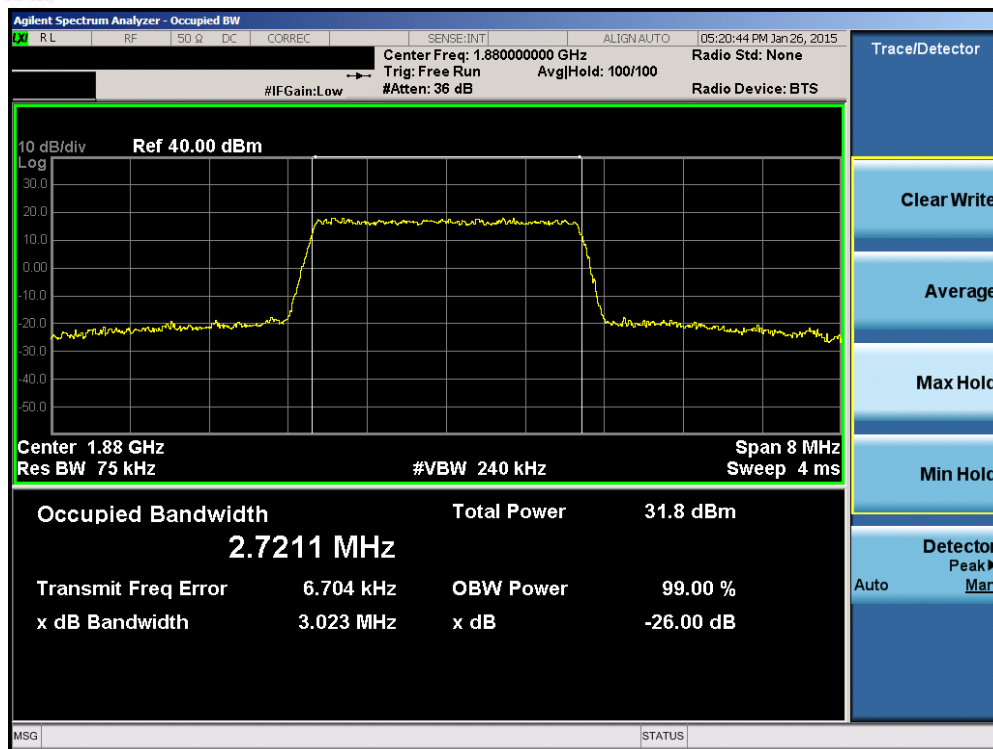 Agilent Spectrum Analyzer - Occupied BW
LXI RL RF 50 Ω DC CORREC SENSE:INT ALIGN AUTO 05:20:44 PM Jan 26, 2015
Center Freq: 1.880000000 GHz Radio Std: None
Trig: Free Run Avg|Hold: 100/100
#IFGain:Low #Atten: 36 dB Radio Device: BTS
10 dB/div Ref 40.00 dBm
Log
30.0
20.0
10.0
0.00
-10.0
-20.0
-30.0
-40.0
-50.0
Center 1.88 GHz Span 8 MHz
Res BW 75 kHz #VBW 240 kHz Sweep 4 ms
Occupied Bandwidth Total Power 31.8 dBm
2.7211 MHz
Transmit Freq Error 6.704 kHz OBW Power 99.00 %
x dB Bandwidth 3.023 MHz x dB -26.00 dB
MSG STATUS
Trace/Detector
Clear Write
Average
Max Hold
Min Hold
Detector
Peak▶
Auto Man